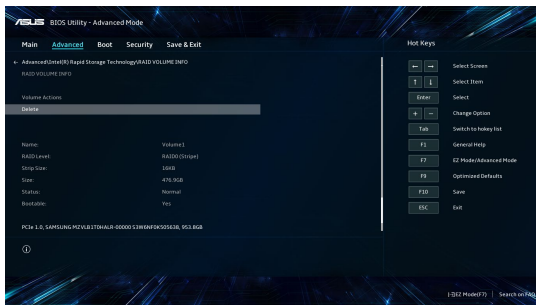 ASUS BIOS Utility - Advanced Mode
Main Advanced Boot Security Save & Exit
Hot Keys
← Advanced\Intel(R) Rapid Storage Technology\RAID VOLUME INFO
RAID VOLUME INFO
Volume Actions
Delete
Name: Volume1
RAID Level: RAID0 (Stripe)
Strip Size: 16KB
Size: 476.9GB
Status: Normal
Bootable: Yes
PCIe 1.0, SAMSUNG MZVLB1T0HALR-00000 S3W6NF0K505638, 953.8GB
← → Select Screen
↑ ↓ Select Item
Enter Select
+ - Change Option
Tab Switch to hokey list
F1 General Help
F7 EZ Mode/Advanced Mode
F9 Optimized Defaults
F10 Save
ESC Exit
EZ Mode(F7) | Search on FAQ